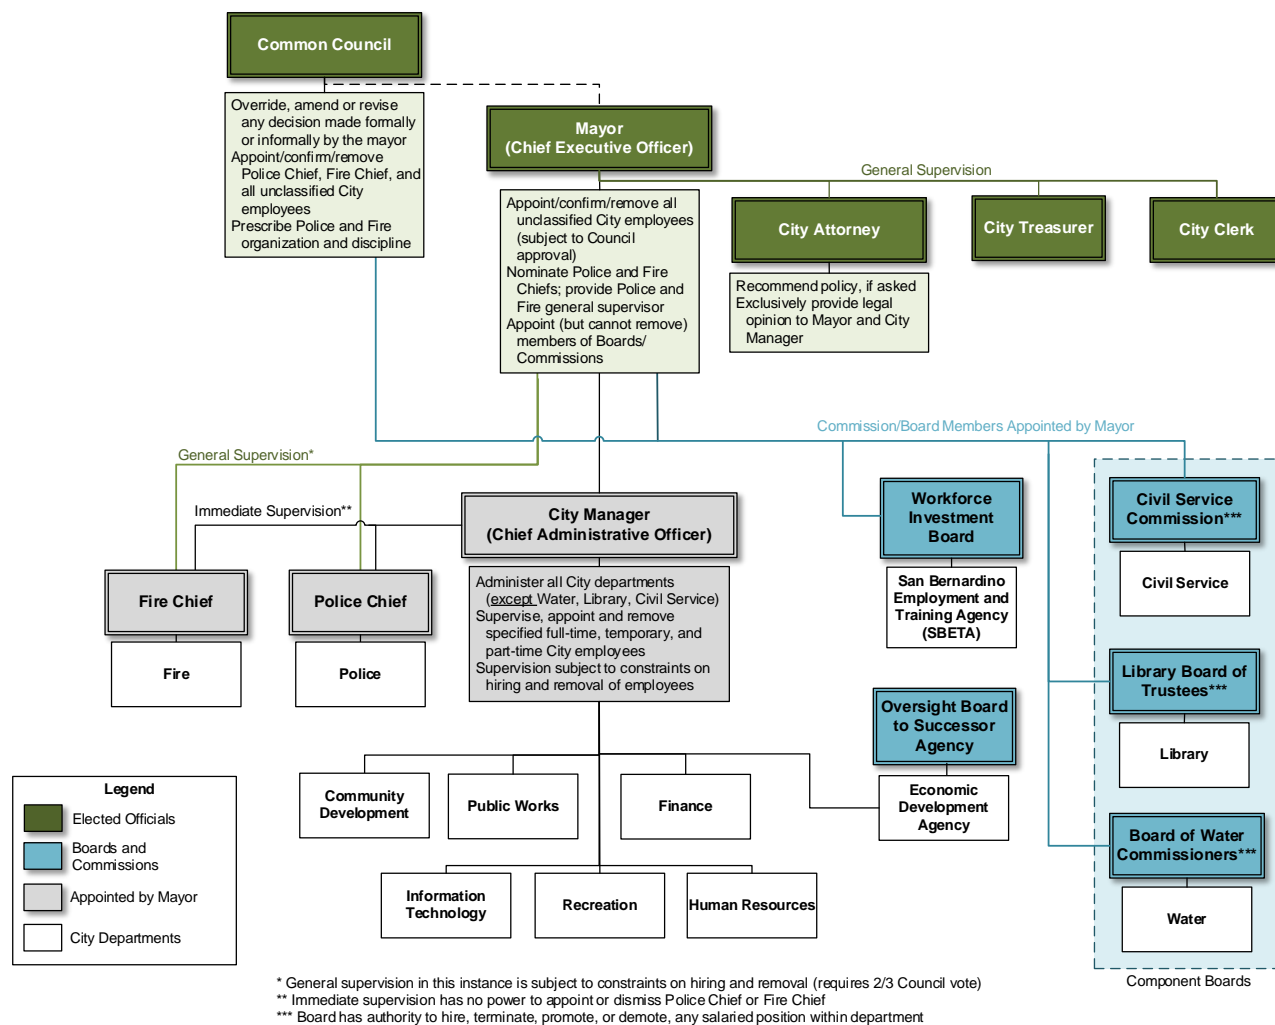 Common Council
Override, amend or revise
any decision made formally
or informally by the mayor
Appoint/confirm/remove
Police Chief, Fire Chief, and
all unclassified City
employees
Prescribe Police and Fire
organization and discipline
Mayor
(Chief Executive Officer)
General Supervision
Appoint/confirm/remove all
unclassified City employees
(subject to Council
approval)
Nominate Police and Fire
Chiefs; provide Police and
Fire general supervisor
Appoint (but cannot remove)
members of Boards/
Commissions
City Attorney
City Treasurer
City Clerk
Recommend policy, if asked
Exclusively provide legal
opinion to Mayor and City
Manager
Commission/Board Members Appointed by Mayor
General Supervision*
Immediate Supervision**
City Manager
(Chief Administrative Officer)
Administer all City departments
(except Water, Library, Civil Service)
Supervise, appoint and remove
specified full-time, temporary, and
part-time City employees
Supervision subject to constraints on
hiring and removal of employees
Fire Chief
Fire
Police Chief
Police
Workforce
Investment
Board
San Bernardino
Employment and
Training Agency
(SBETA)
Civil Service
Commission***
Civil Service
Library Board of
Trustees***
Library
Oversight Board
to Successor
Agency
Economic
Development
Agency
Board of Water
Commissioners***
Water
Component Boards
Community
Development
Public Works
Finance
Information
Technology
Recreation
Human Resources
Legend
Elected Officials
Boards and
Commissions
Appointed by Mayor
City Departments
* General supervision in this instance is subject to constraints on hiring and removal (requires 2/3 Council vote)
** Immediate supervision has no power to appoint or dismiss Police Chief or Fire Chief
*** Board has authority to hire, terminate, promote, or demote, any salaried position within department